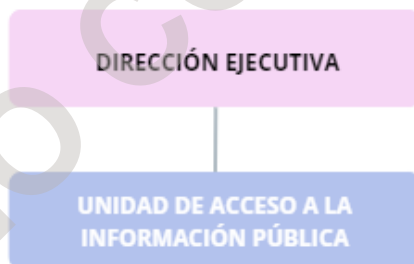 DIRECCIÓN EJECUTIVA
UNIDAD DE ACCESO A LA
INFORMACIÓN PÚBLICA